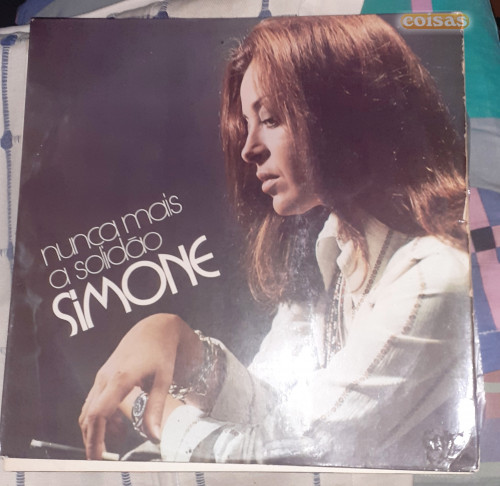 coisas
nunca mais
a solidão
SIMONE